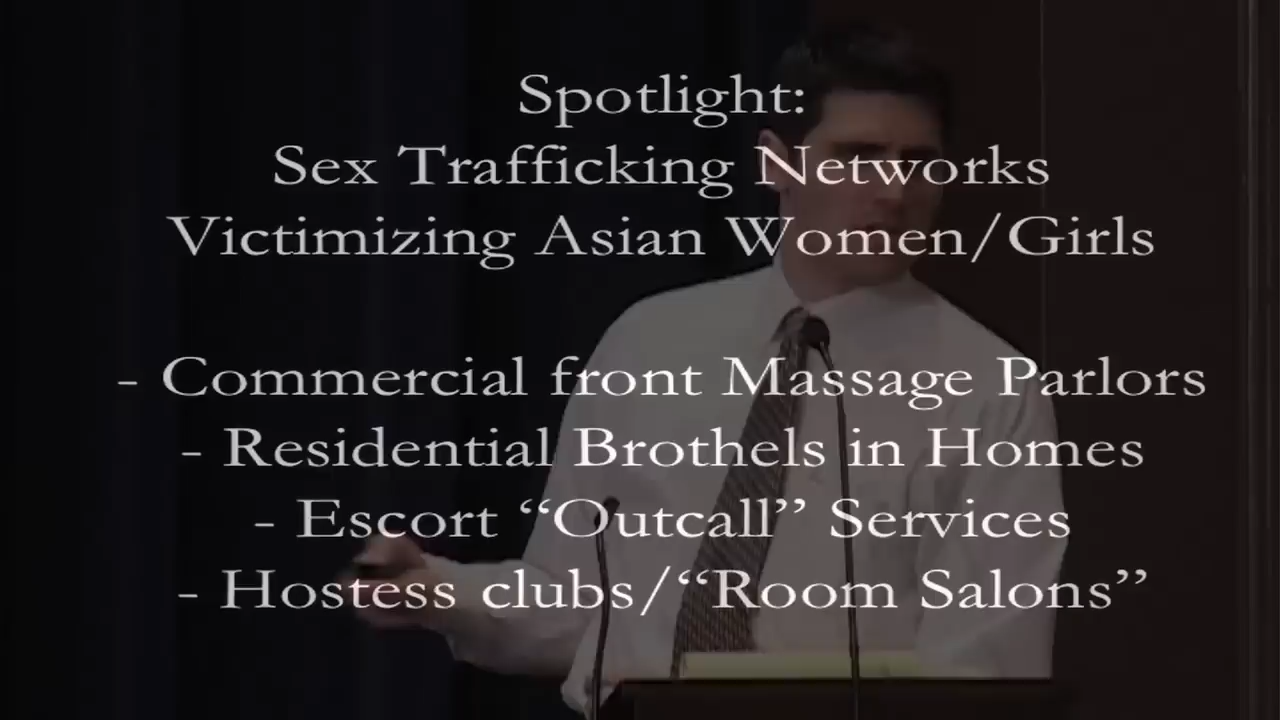 Spotlight:
Sex Trafficking Networks
Victimizing Asian Women/Girls
- Commercial front Massage Parlors
- Residential Brothels in Homes
- Escort “Outcall” Services
- Hostess clubs/“Room Salons”